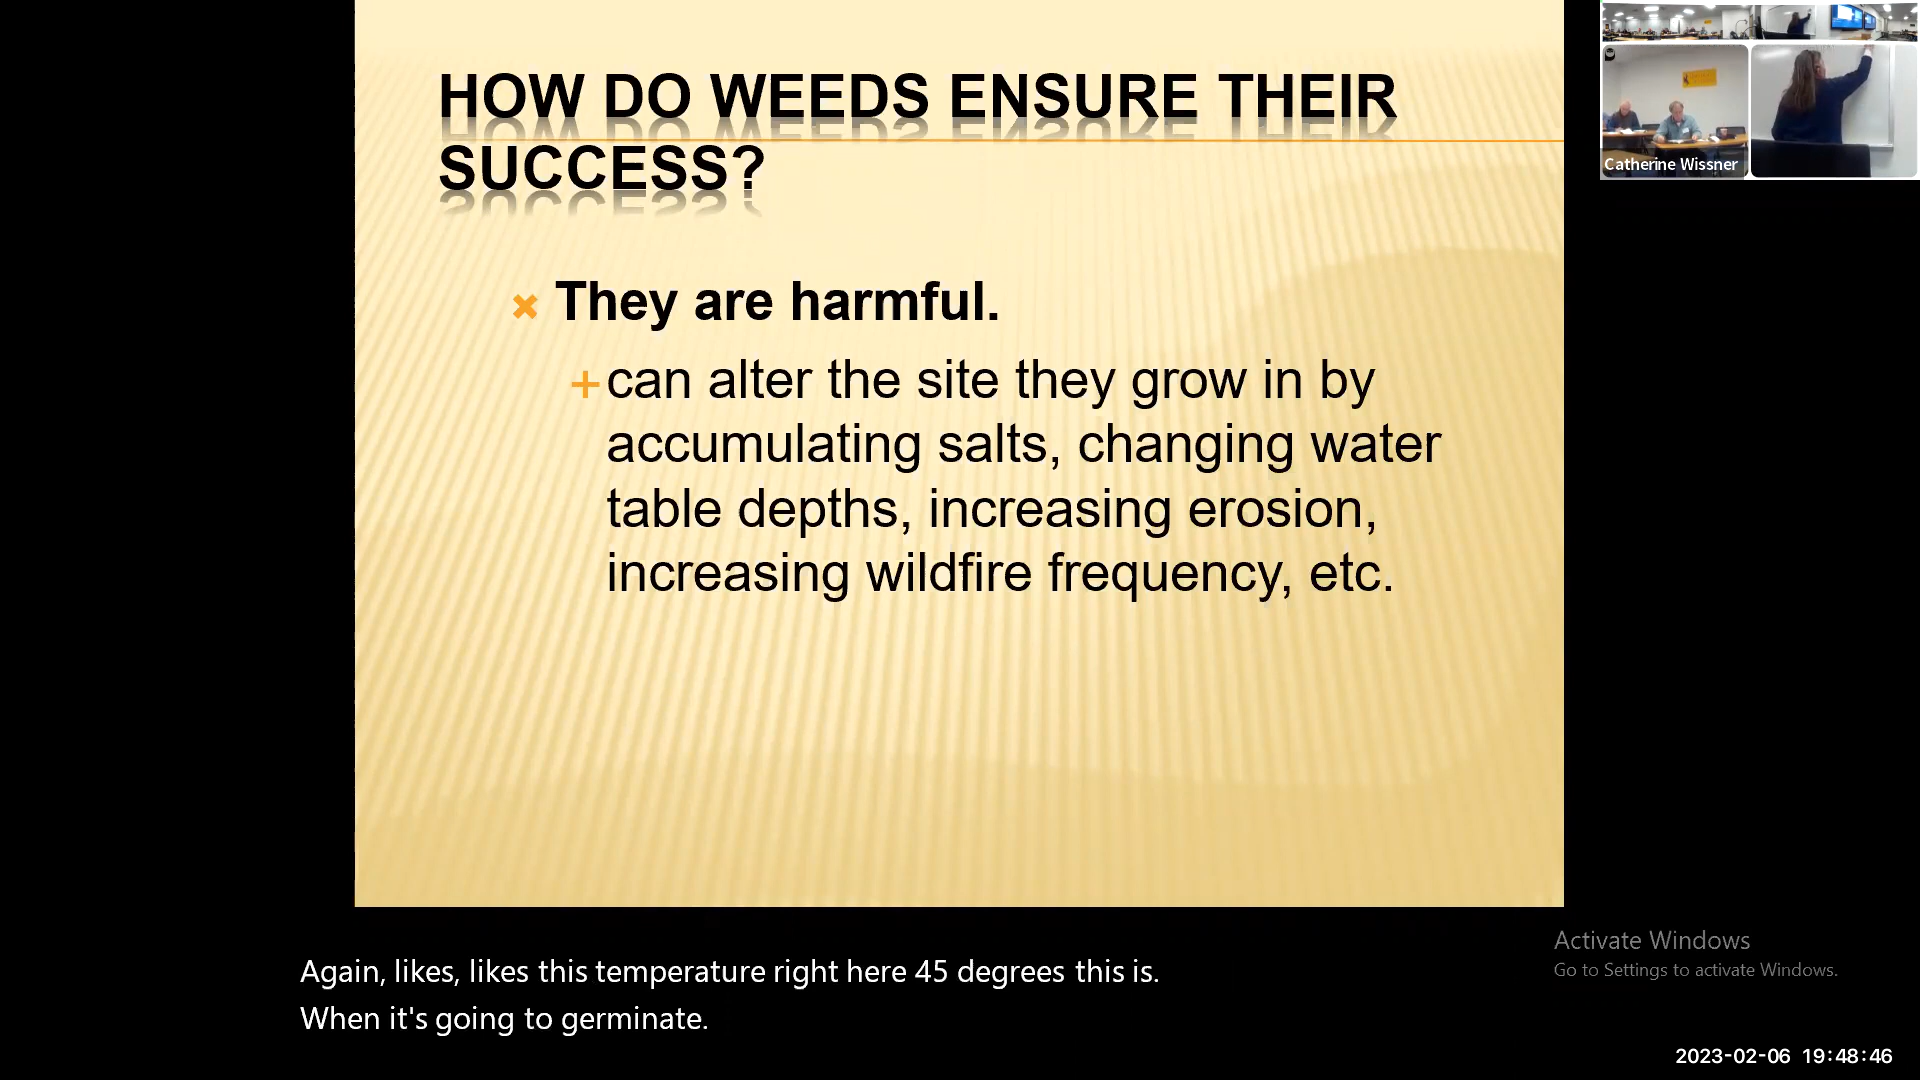 HOW DO WEEDS ENSURE THEIR
SUCCESS?
They are harmful.
can alter the site they grow in by
accumulating salts, changing water
table depths, increasing erosion,
increasing wildfire frequency, etc.
Catherine Wissner
Again, likes, likes this temperature right here 45 degrees this is.
When it's going to germinate.
Activate Windows
Go to Settings to activate Windows.
2023-02-06 19:48:46